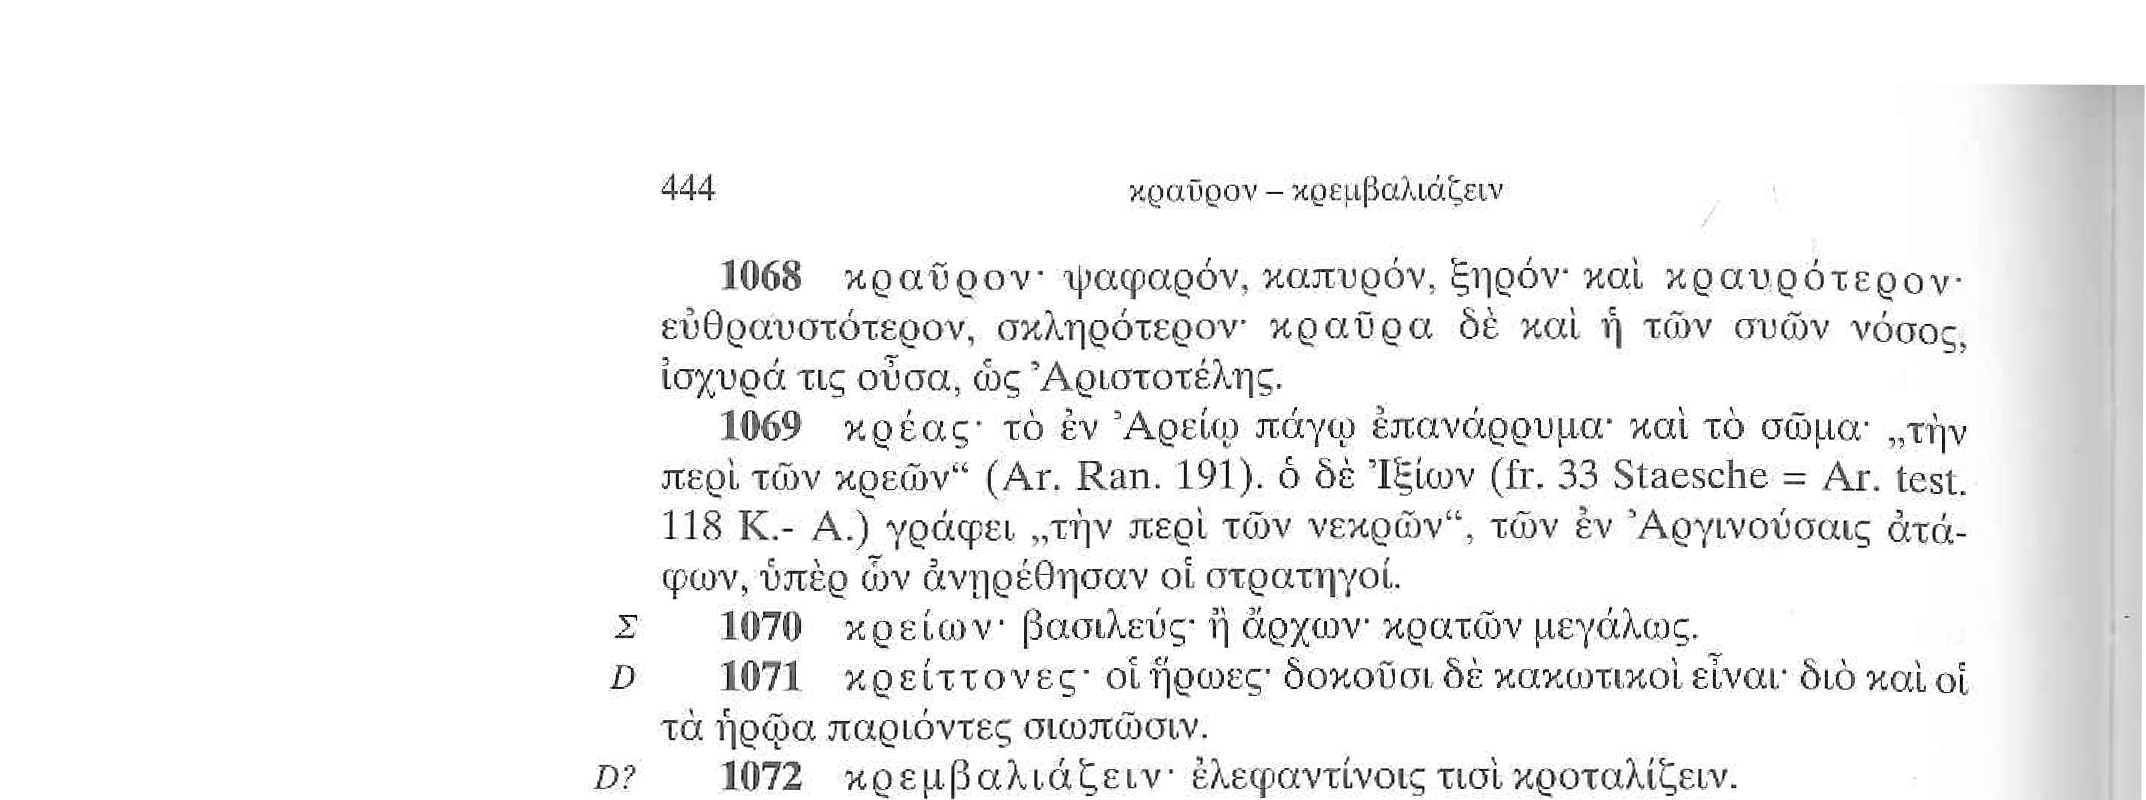 444 κραῦρον – κρεμβαλιάζειν
1068 κραῦρον· ψαφαρόν, καπυρόν, ξηρόν· καὶ κραυρότερον·
εὐθραυστότερον, σκληρότερον· κραῦρα δὲ καὶ ἡ τῶν συῶν νόσος,
ἰσχυρά τις οὖσα, ὡς Ἀριστοτέλης.
1069 κρέας· τὸ ἐν Ἀρείῳ πάγῳ ἐπανάρρυμα· καὶ τὸ σῶμα· „τὴν
περὶ τῶν κρεῶν“ (Ar. Ran. 191). ὁ δὲ Ἰξίων (fr. 33 Staesche = Ar. test.
118 K.- A.) γράφει „τὴν περὶ τῶν νεκρῶν“, τῶν ἐν Ἀργινούσαις ἀτά-
φων, ὑπὲρ ὧν ἀνῃρέθησαν οἱ στρατηγοί.
Σ 1070 κρείων· βασιλεύς· ἢ ἄρχων· κρατῶν μεγάλως.
D 1071 κρείττονες· οἱ ἥρωες· δοκοῦσι δὲ κακωτικοὶ εἶναι· διὸ καὶ οἱ
τὰ ἡρῷα παριόντες σιωπῶσιν.
D? 1072 κρεμβαλιάζειν· ἐλεφαντίνοις τισὶ κροταλίζειν.